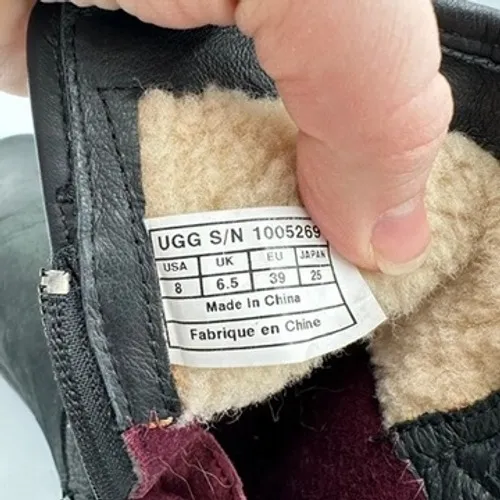 UGG S/N 1005269
USA UK EU JAPAN
8 6.5 39 25
Made In China
Fabrique en Chine